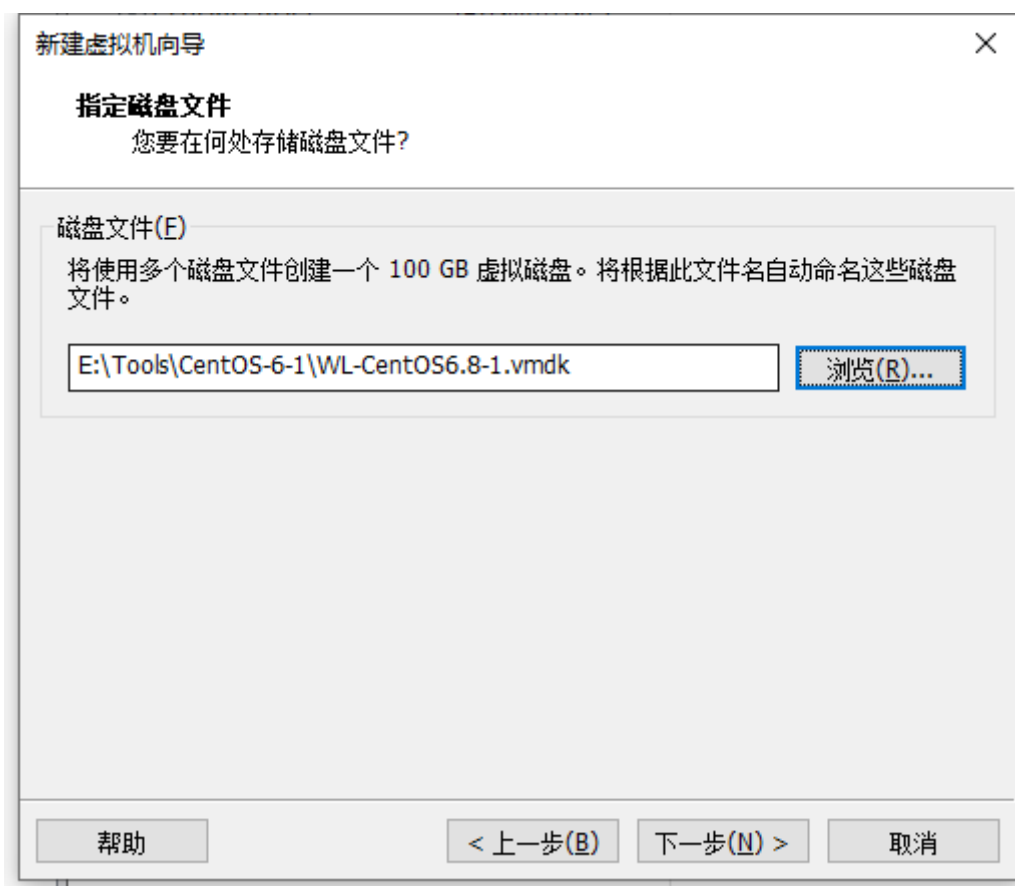 新建虚拟机向导
指定磁盘文件
您要在何处存储磁盘文件?
磁盘文件(F)
将使用多个磁盘文件创建一个 100 GB 虚拟磁盘。将根据此文件名自动命名这些磁盘
文件。
E:\Tools\CentOS-6-1\WL-CentOS6.8-1.vmdk
浏览(R)...
帮助
< 上一步(B)
下一步(N) >
取消